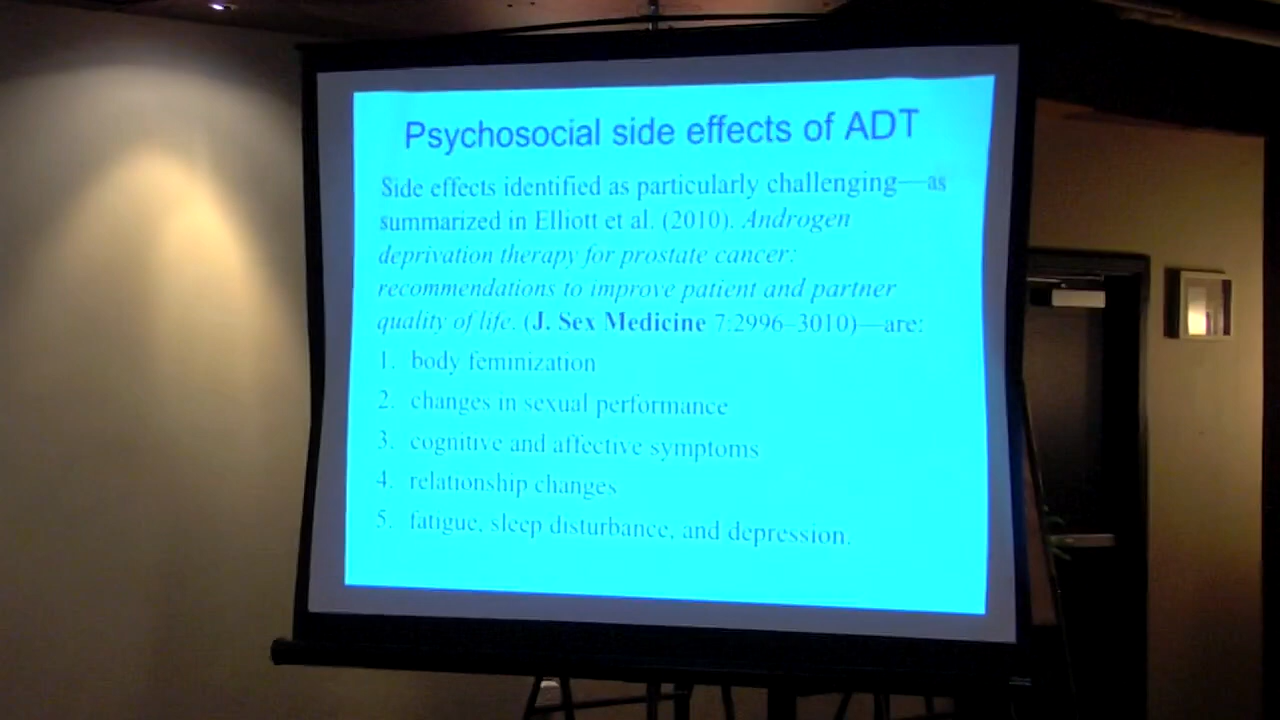 Psychosocial side effects of ADT
Side effects identified as particularly challenging—as
summarized in Elliott et al. (2010). Androgen
deprivation therapy for prostate cancer:
recommendations to improve patient and partner
quality of life. (J. Sex Medicine 7:2996–3010)—are:
1. body feminization
2. changes in sexual performance
3. cognitive and affective symptoms
4. relationship changes
5. fatigue, sleep disturbance, and depression.